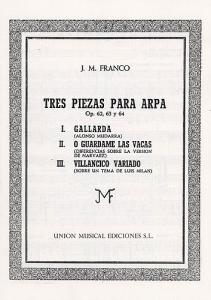 J. M. FRANCO
TRES PIEZAS PARA ARPA
Op. 62, 63 y 64
I. GALLARDA
(ALONSO MUDARRA)
II. O GUARDAME LAS VACAS
(DIFERENCIAS SOBRE LA VERSION
DE NARVAEZ)
III. VILLANCICO VARIADO
(SOBRE UN TEMA DE LUIS MILAN)
JMF
UNION MUSICAL EDICIONES S.L.